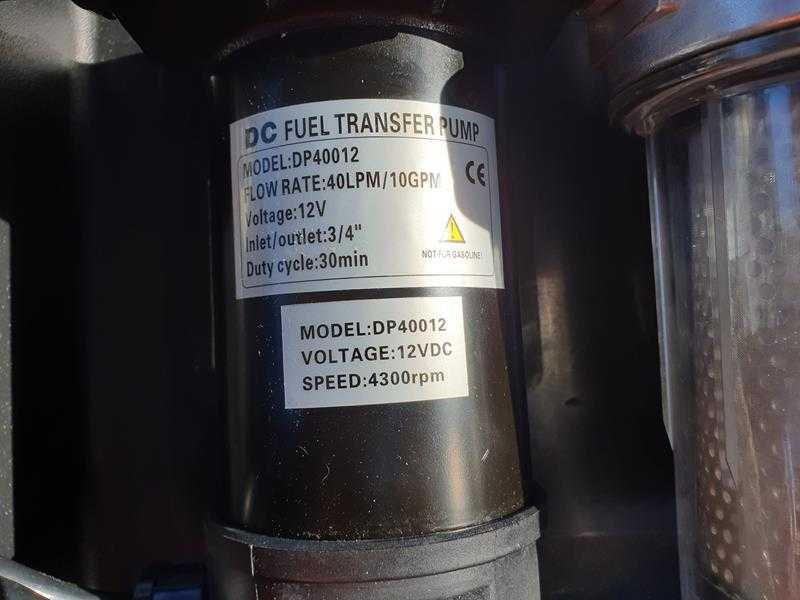 DC FUEL TRANSFER PUMP
MODEL:DP40012
FLOW RATE:40LPM/10GPM
CE
Voltage:12V
Inlet/outlet:3/4"
Duty cycle:30min
NOT FOR GASOLINE!
MODEL:DP40012
VOLTAGE:12VDC
SPEED:4300rpm